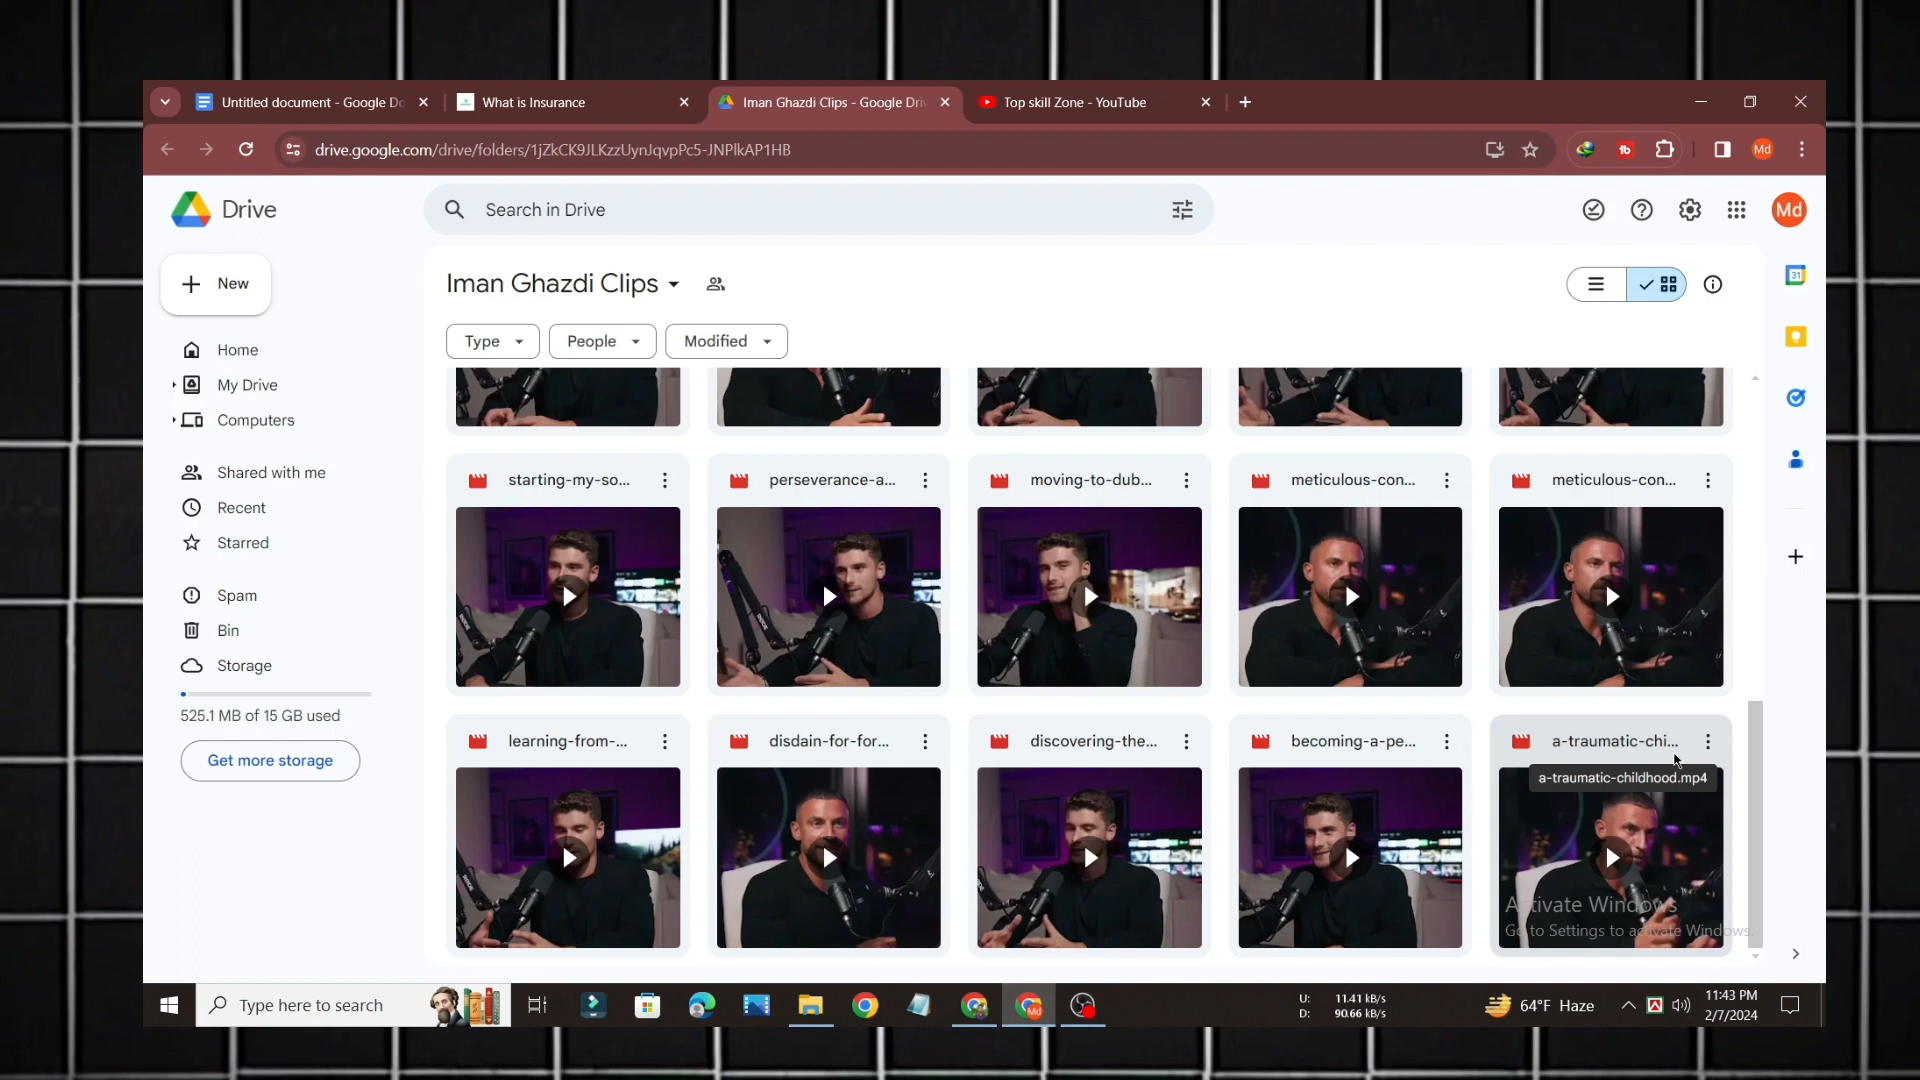 Untitled document - Google Do
What is Insurance
Iman Ghazdi Clips - Google Driv
Top skill Zone - YouTube
drive.google.com/drive/folders/1jZkCK9JLKzzUynJqvpPc5-JNPlkAP1HB
Md
Drive
Search in Drive
Md
New
Iman Ghazdi Clips
31
Type
People
Modified
Home
My Drive
Computers
Shared with me
Recent
Starred
Spam
Bin
Storage
525.1 MB of 15 GB used
Get more storage
starting-my-so...
perseverance-a...
moving-to-dub...
meticulous-con...
meticulous-con...
learning-from-...
disdain-for-for...
discovering-the...
becoming-a-pe...
a-traumatic-chi...
a-traumatic-childhood.mp4
Activate Windows
Go to Settings to activate Windows.
Type here to search
Md
U: 11.41 kB/s
D: 90.66 kB/s
64°F Haze
11:43 PM
2/7/2024